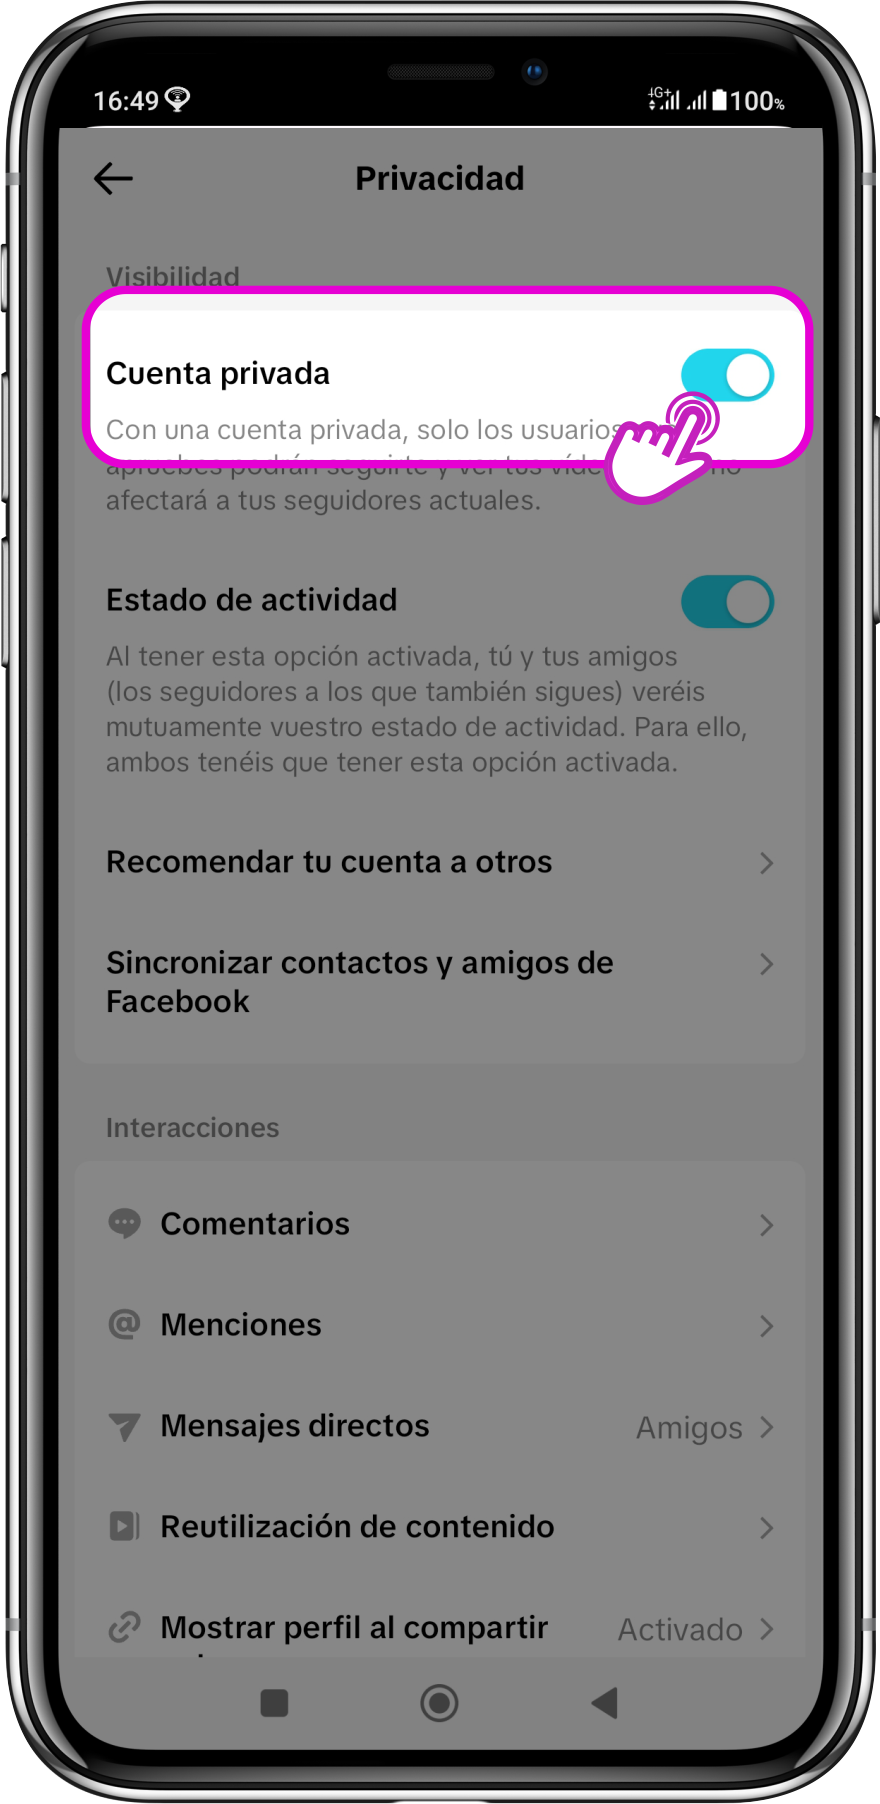 16:49 4G+ 100%
Privacidad
Visibilidad
Cuenta privada
Con una cuenta privada, solo los usuarios
apruebes podrán seguirte y ver tus víde no
afectará a tus seguidores actuales.
Estado de actividad
Al tener esta opción activada, tú y tus amigos
(los seguidores a los que también sigues) veréis
mutuamente vuestro estado de actividad. Para ello,
ambos tenéis que tener esta opción activada.
Recomendar tu cuenta a otros
Sincronizar contactos y amigos de
Facebook
Interacciones
Comentarios
Menciones
Mensajes directos Amigos
Reutilización de contenido
Mostrar perfil al compartir Activado